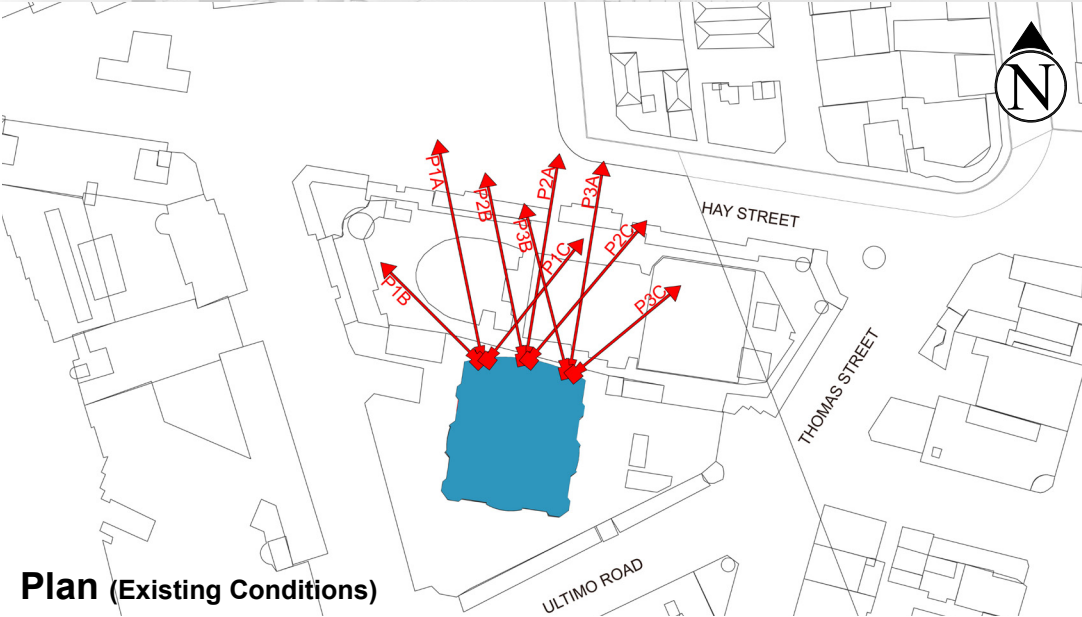 N
P1A
P2B
P2A
P3A
P3B
P1C
P2C
P1B
P3C
HAY STREET
THOMAS STREET
ULTIMO ROAD
Plan (Existing Conditions)